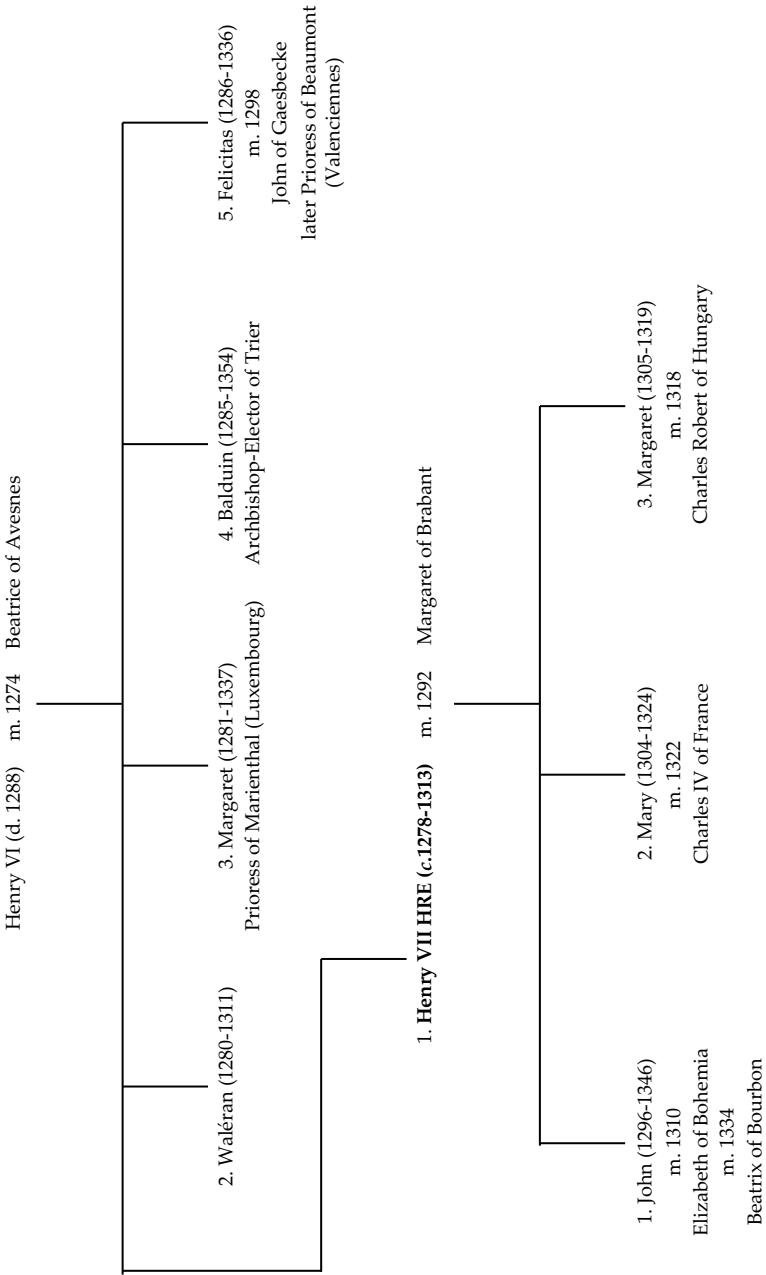 Henry VI (d. 1288) m. 1274 Beatrice of Avesnes
2. Waléran (1280-1311)
3. Margaret (1281-1337)
Prioress of Marienthal (Luxembourg)
4. Balduin (1285-1354)
Archbishop-Elector of Trier
5. Felicitas (1286-1336)
m. 1298
John of Gaesbecke
later Prioress of Beaumont
(Valenciennes)
1. Henry VII HRE (c.1278-1313) m. 1292 Margaret of Brabant
1. John (1296-1346)
m. 1310
Elizabeth of Bohemia
m. 1334
Beatrix of Bourbon
2. Mary (1304-1324)
m. 1322
Charles IV of France
3. Margaret (1305-1319)
m. 1318
Charles Robert of Hungary